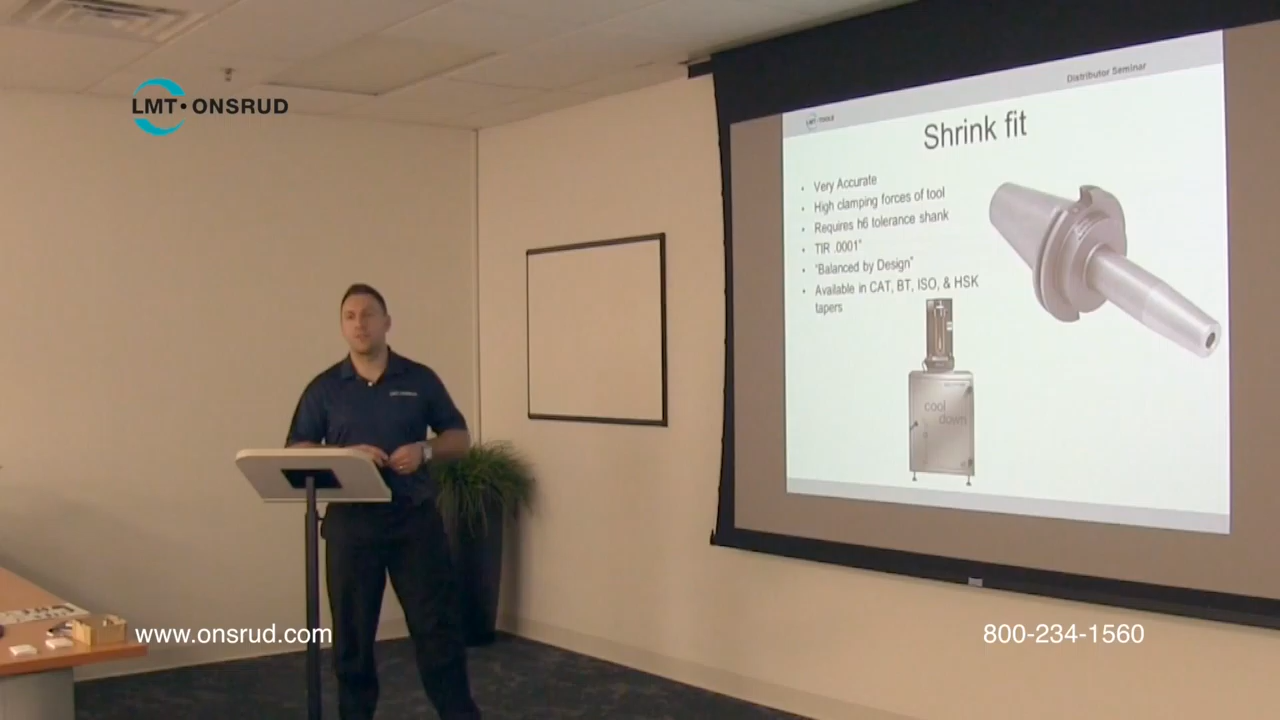 LMT • ONSRUD
Distributor Seminar
LMT • TOOLS
Shrink fit
• Very Accurate
• High clamping forces of tool
• Requires h6 tolerance shank
• TIR .0001"
• "Balanced by Design"
• Available in CAT, BT, ISO, & HSK
tapers
cool
down
www.onsrud.com
800-234-1560